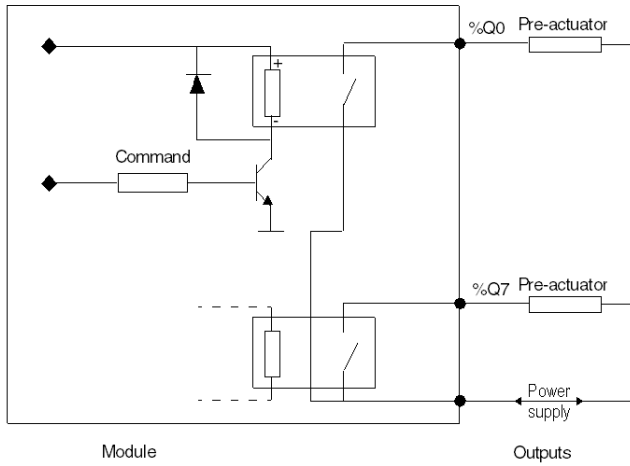 %Q0
Pre-actuator
+
-
Command
%Q7
Pre-actuator
Power
supply
Module
Outputs